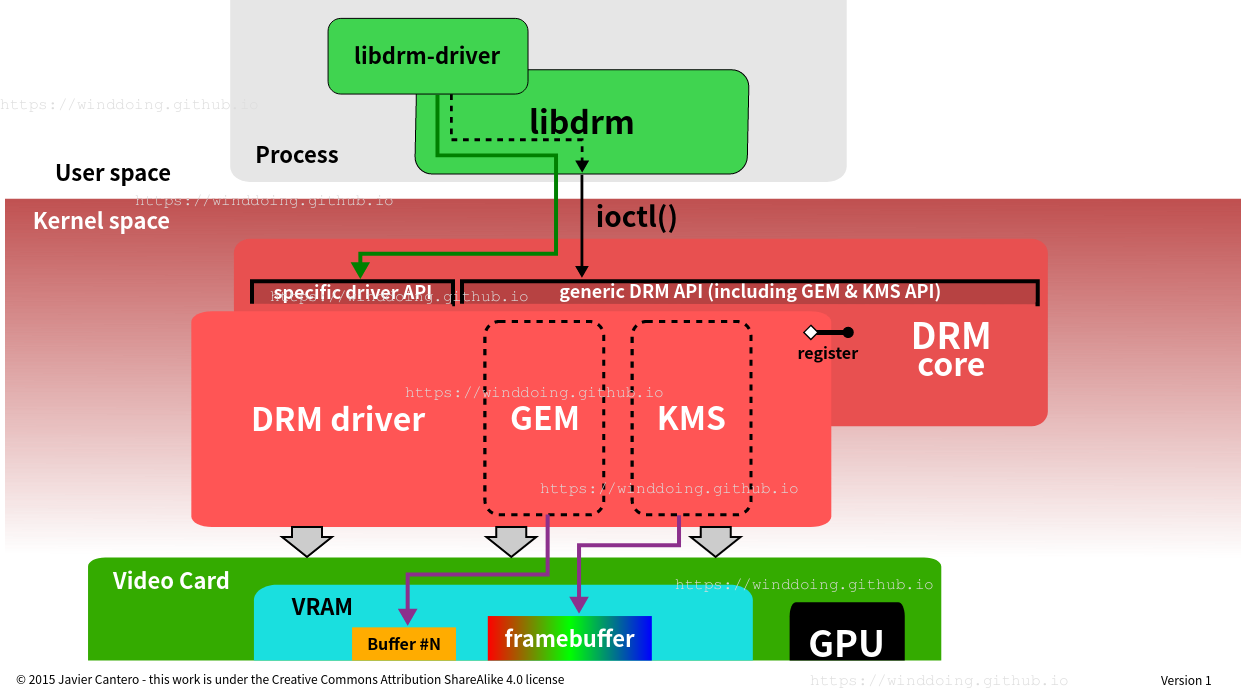 libdrm-driver
https://winddoing.github.io
libdrm
Process
User space
https://winddoing.github.io
Kernel space
ioctl()
specific driver API
generic DRM API (including GEM & KMS API)
https://winddoing.github.io
register
DRM
core
https://winddoing.github.io
DRM driver
GEM
KMS
https://winddoing.github.io
Video Card
https://winddoing.github.io
VRAM
Buffer #N
framebuffer
GPU
© 2015 Javier Cantero - this work is under the Creative Commons Attribution ShareAlike 4.0 license
https://winddoing.github.io
Version 1